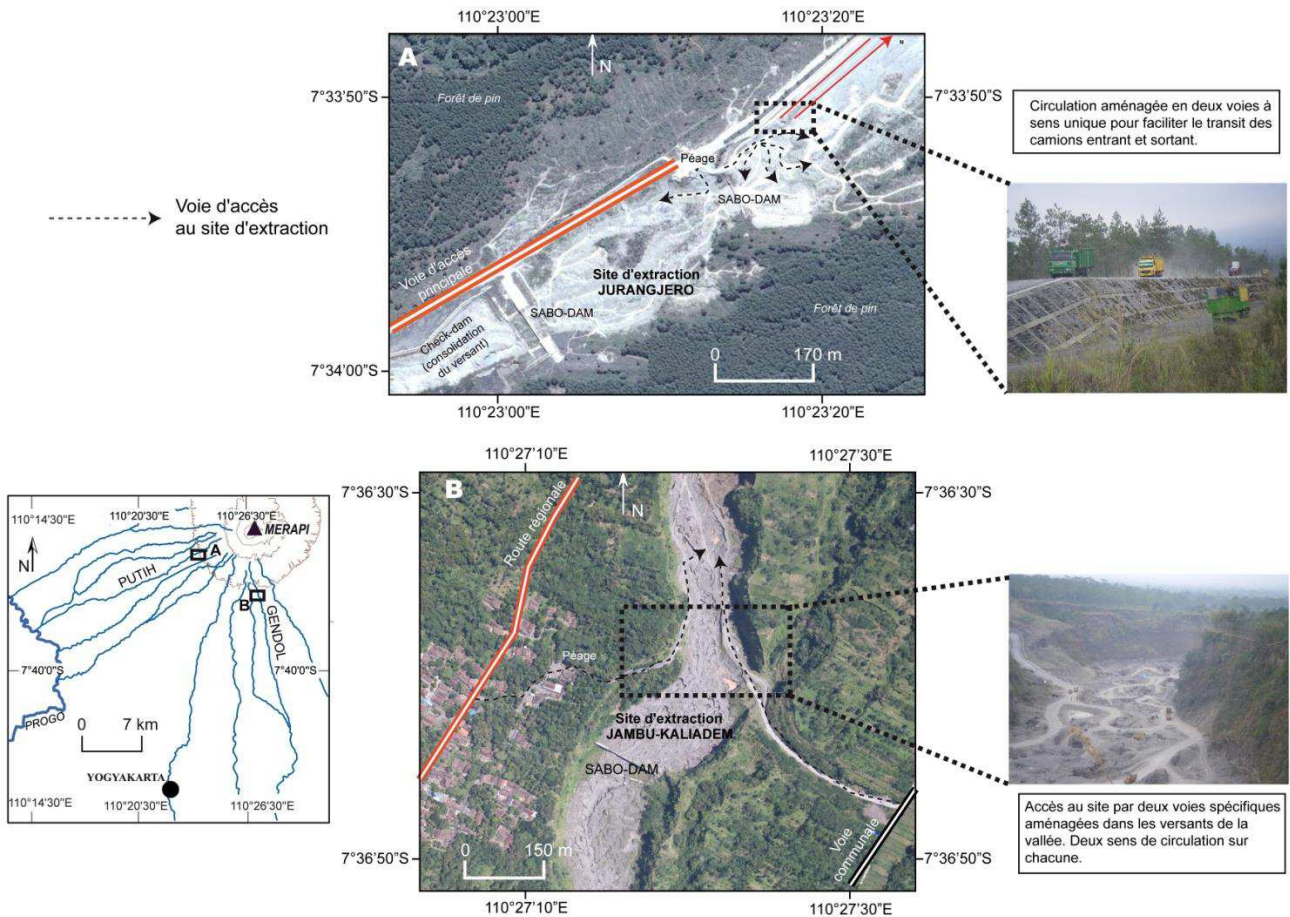 110°23'00"E
110°23'20"E
A
N
N
7°33'50"S
7°33'50"S
Forêt de pin
Péage
SABO-DAM
Voie d'accès
principale
Site d'extraction
JURANGJERO
SABO-DAM
Forêt de pin
Check-dam
(consolidation
du versant)
0 170 m
7°34'00"S
110°23'00"E
110°23'20"E
Voie d'accès
au site d'extraction
Circulation aménagée en deux voies à
sens unique pour faciliter le transit des
camions entrant et sortant.
110°14'30"E
110°20'30"E
110°26'30"E
MERAPI
N
A
PUTIH
B
GENDOL
7°40'0"S
7°40'0"S
PROGO
0 7 km
YOGYAKARTA
110°14'30"E
110°20'30"E
110°26'30"E
110°27'10"E
110°27'30"E
7°36'30"S
7°36'30"S
B
N
Route régionale
Péage
Site d'extraction
JAMBU-KALIADEM
SABO-DAM
Voie
communale
0 150 m
7°36'50"S
7°36'50"S
110°27'10"E
110°27'30"E
Accès au site par deux voies spécifiques
aménagées dans les versants de la
vallée. Deux sens de circulation sur
chacune.